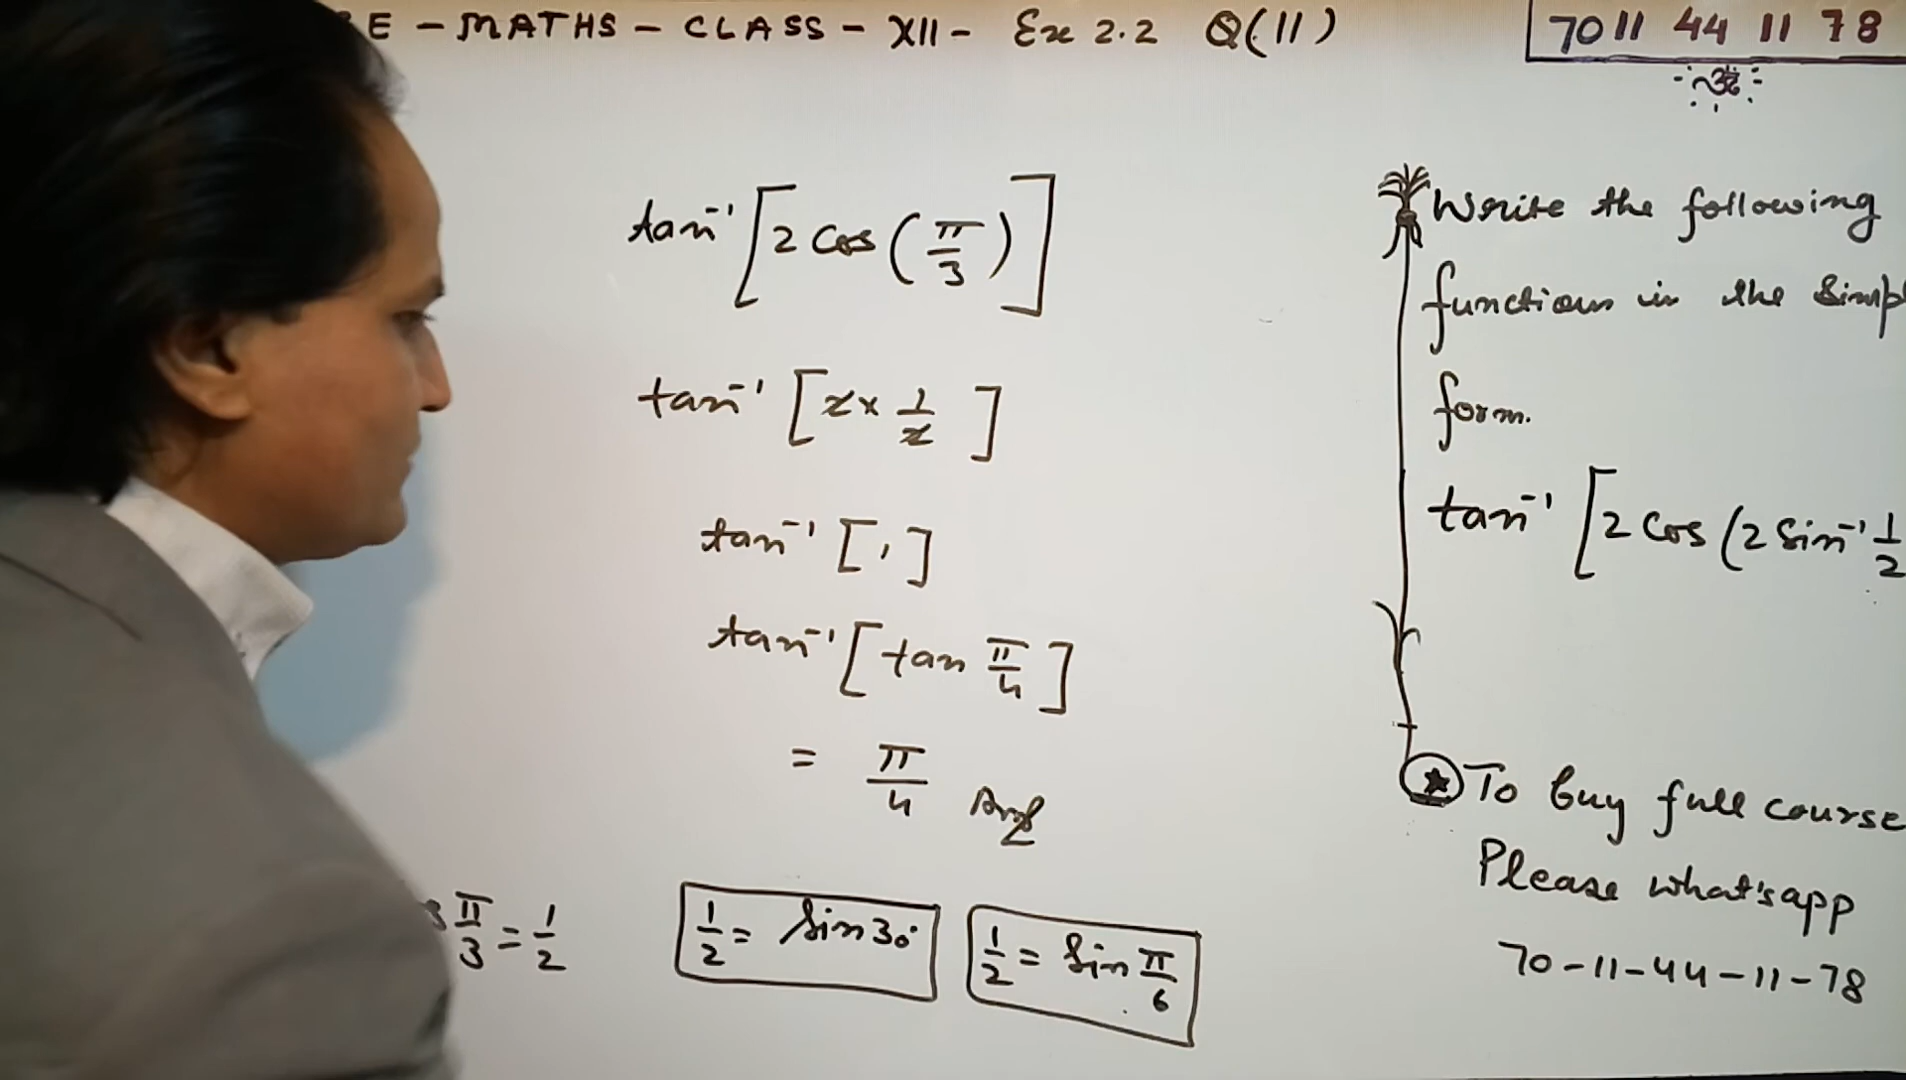 E - MATHS - CLASS - XII - Ex 2.2 Q(11)
70 11 44 11 78
tan⁻¹ [2 cos (π/3)]
tan⁻¹ [2 × 1/2]
tan⁻¹ [1]
tan⁻¹ [tan π/4]
= π/4 Ans
π/3 = 1/2
1/2 = Sin 30°
1/2 = Sin π/6
Write the following
functions in the Simpl
form.
tan⁻¹ [2 cos (2 Sin⁻¹ 1/2
To buy full course
Please what'sapp
70-11-44-11-78